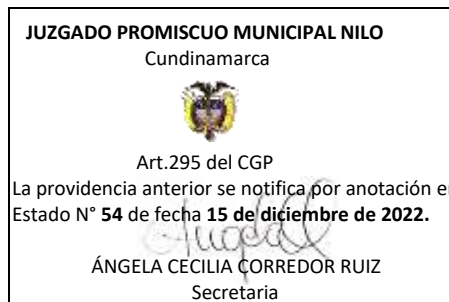 JUZGADO PROMISCUO MUNICIPAL NILO
Cundinamarca
Art.295 del CGP
La providencia anterior se notifica por anotación en
Estado N° 54 de fecha 15 de diciembre de 2022.
ÁNGELA CECILIA CORREDOR RUIZ
Secretaria